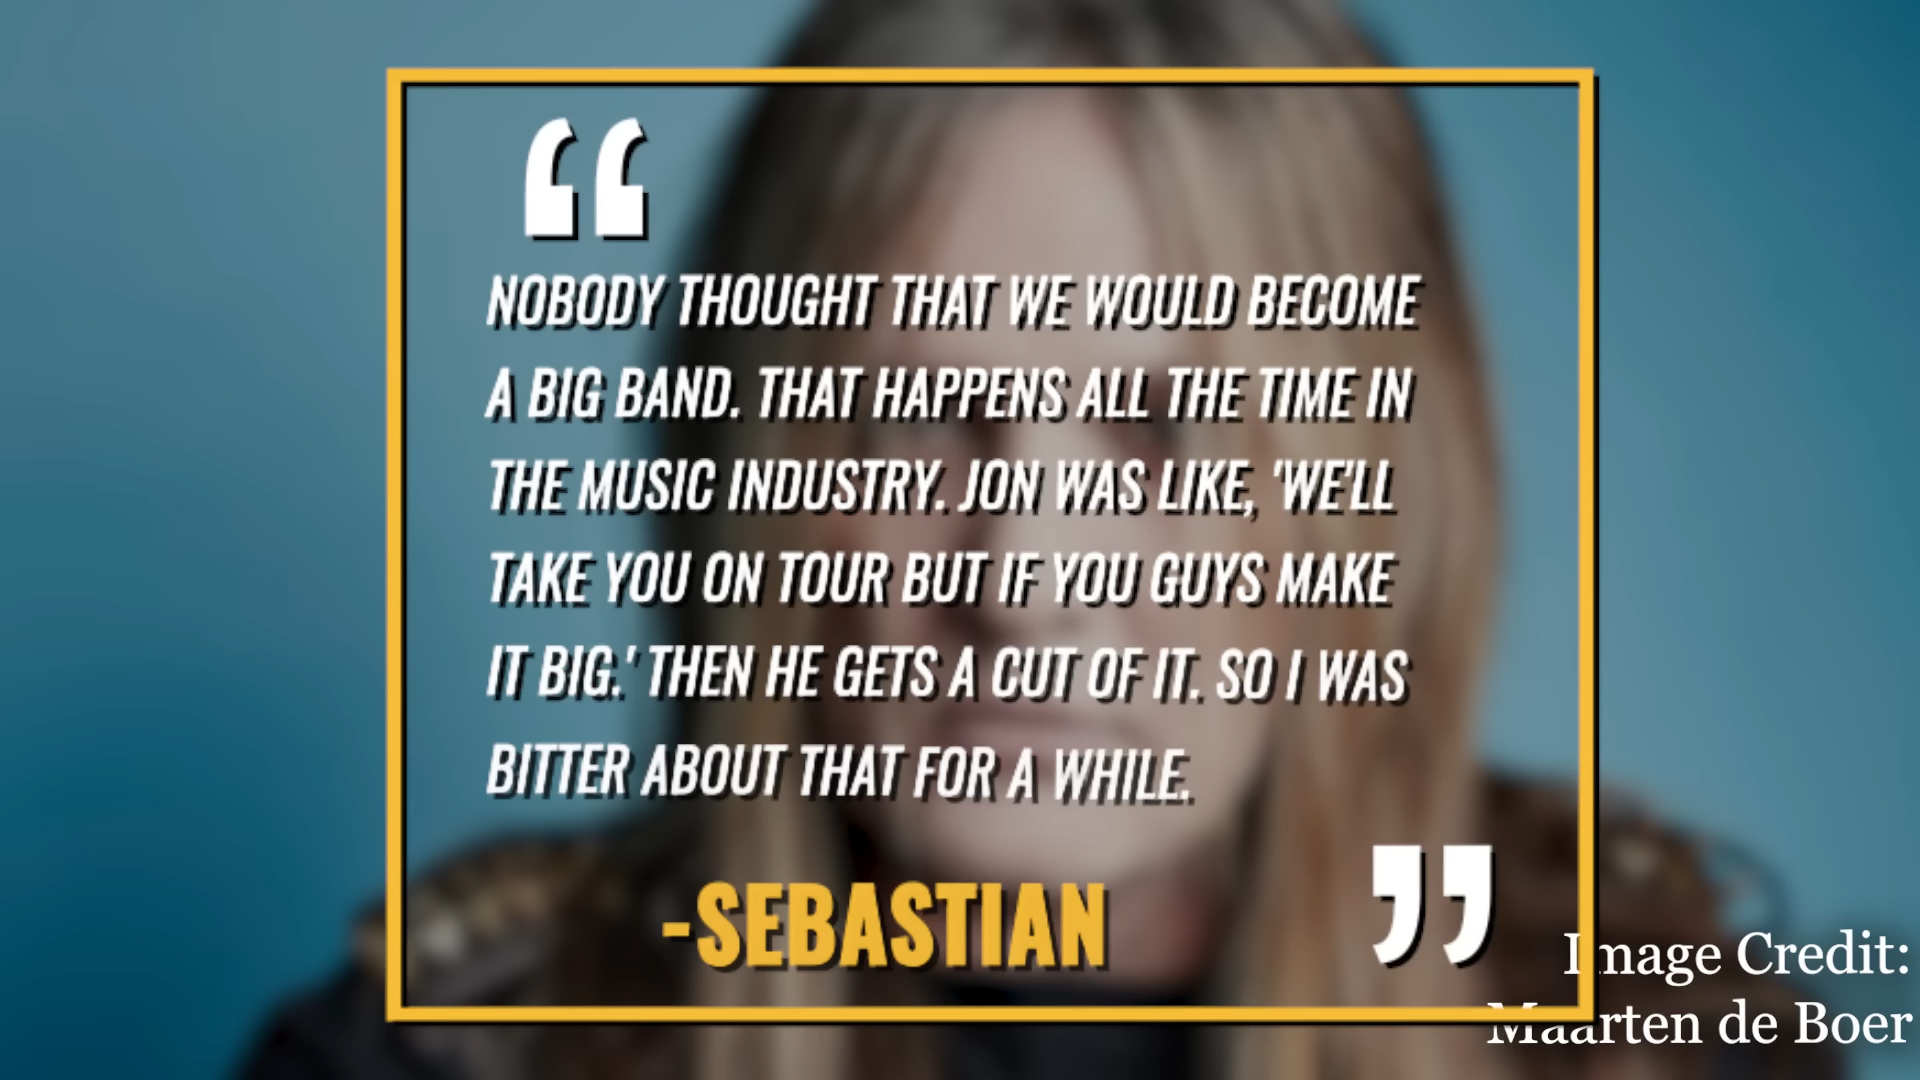 “
NOBODY THOUGHT THAT WE WOULD BECOME
A BIG BAND. THAT HAPPENS ALL THE TIME IN
THE MUSIC INDUSTRY. JON WAS LIKE, 'WE'LL
TAKE YOU ON TOUR BUT IF YOU GUYS MAKE
IT BIG.' THEN HE GETS A CUT OF IT. SO I WAS
BITTER ABOUT THAT FOR A WHILE.
”
-SEBASTIAN
Image Credit:
Maarten de Boer